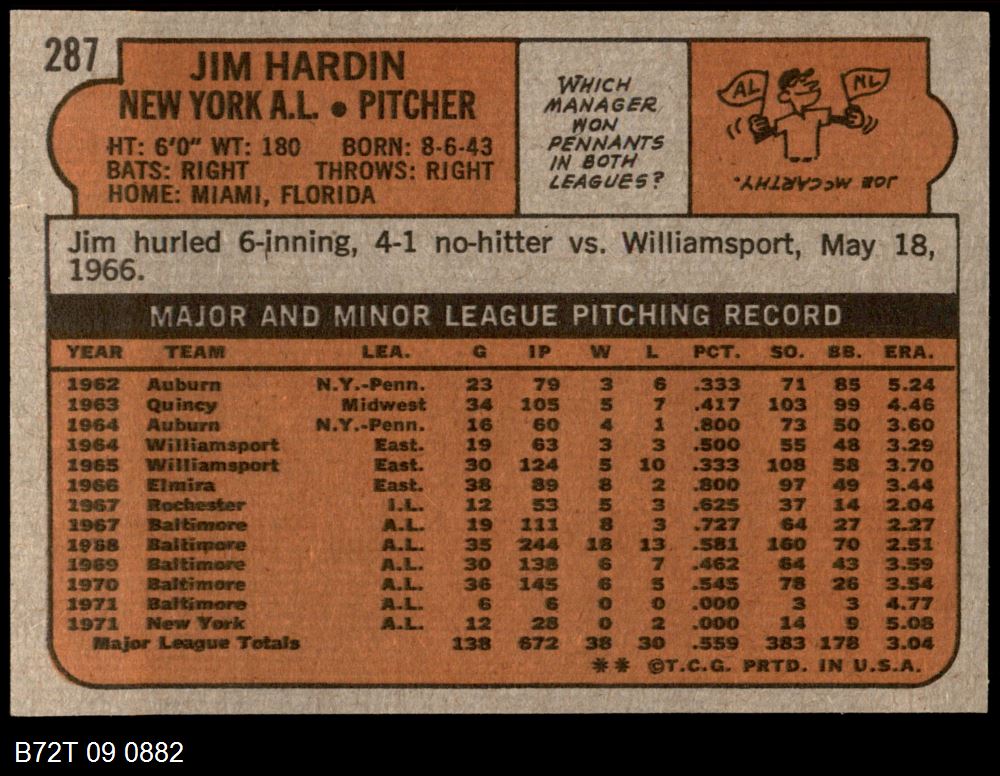 287
JIM HARDIN
NEW YORK A.L. • PITCHER
HT: 6'0" WT: 180 BORN: 8-6-43
BATS: RIGHT THROWS: RIGHT
HOME: MIAMI, FLORIDA
WHICH
MANAGER
WON
PENNANTS
IN BOTH
LEAGUES?
AL NL
JOE McCARTHY.
Jim hurled 6-inning, 4-1 no-hitter vs. Williamsport, May 18,
1966.
MAJOR AND MINOR LEAGUE PITCHING RECORD
YEAR TEAM LEA. G IP W L PCT. SO. BB. ERA.
1962 Auburn N.Y.-Penn. 23 79 3 6 .333 71 85 5.24
1963 Quincy Midwest 34 105 5 7 .417 103 99 4.46
1964 Auburn N.Y.-Penn. 16 60 4 1 .800 73 50 3.60
1964 Williamsport East. 19 63 3 3 .500 55 48 3.29
1965 Williamsport East. 30 124 5 10 .333 108 58 3.70
1966 Elmira East. 38 89 8 2 .800 97 49 3.44
1967 Rochester I.L. 12 53 5 3 .625 37 14 2.04
1967 Baltimore A.L. 19 111 8 3 .727 64 27 2.27
1968 Baltimore A.L. 35 244 18 13 .581 160 70 2.51
1969 Baltimore A.L. 30 138 6 7 .462 64 43 3.59
1970 Baltimore A.L. 36 145 6 5 .545 78 26 3.54
1971 Baltimore A.L. 6 6 0 0 .000 3 3 4.77
1971 New York A.L. 12 28 0 2 .000 14 9 5.08
Major League Totals 138 672 38 30 .559 383 178 3.04
** ©T.C.G. PRTD. IN U.S.A.
B72T 09 0882